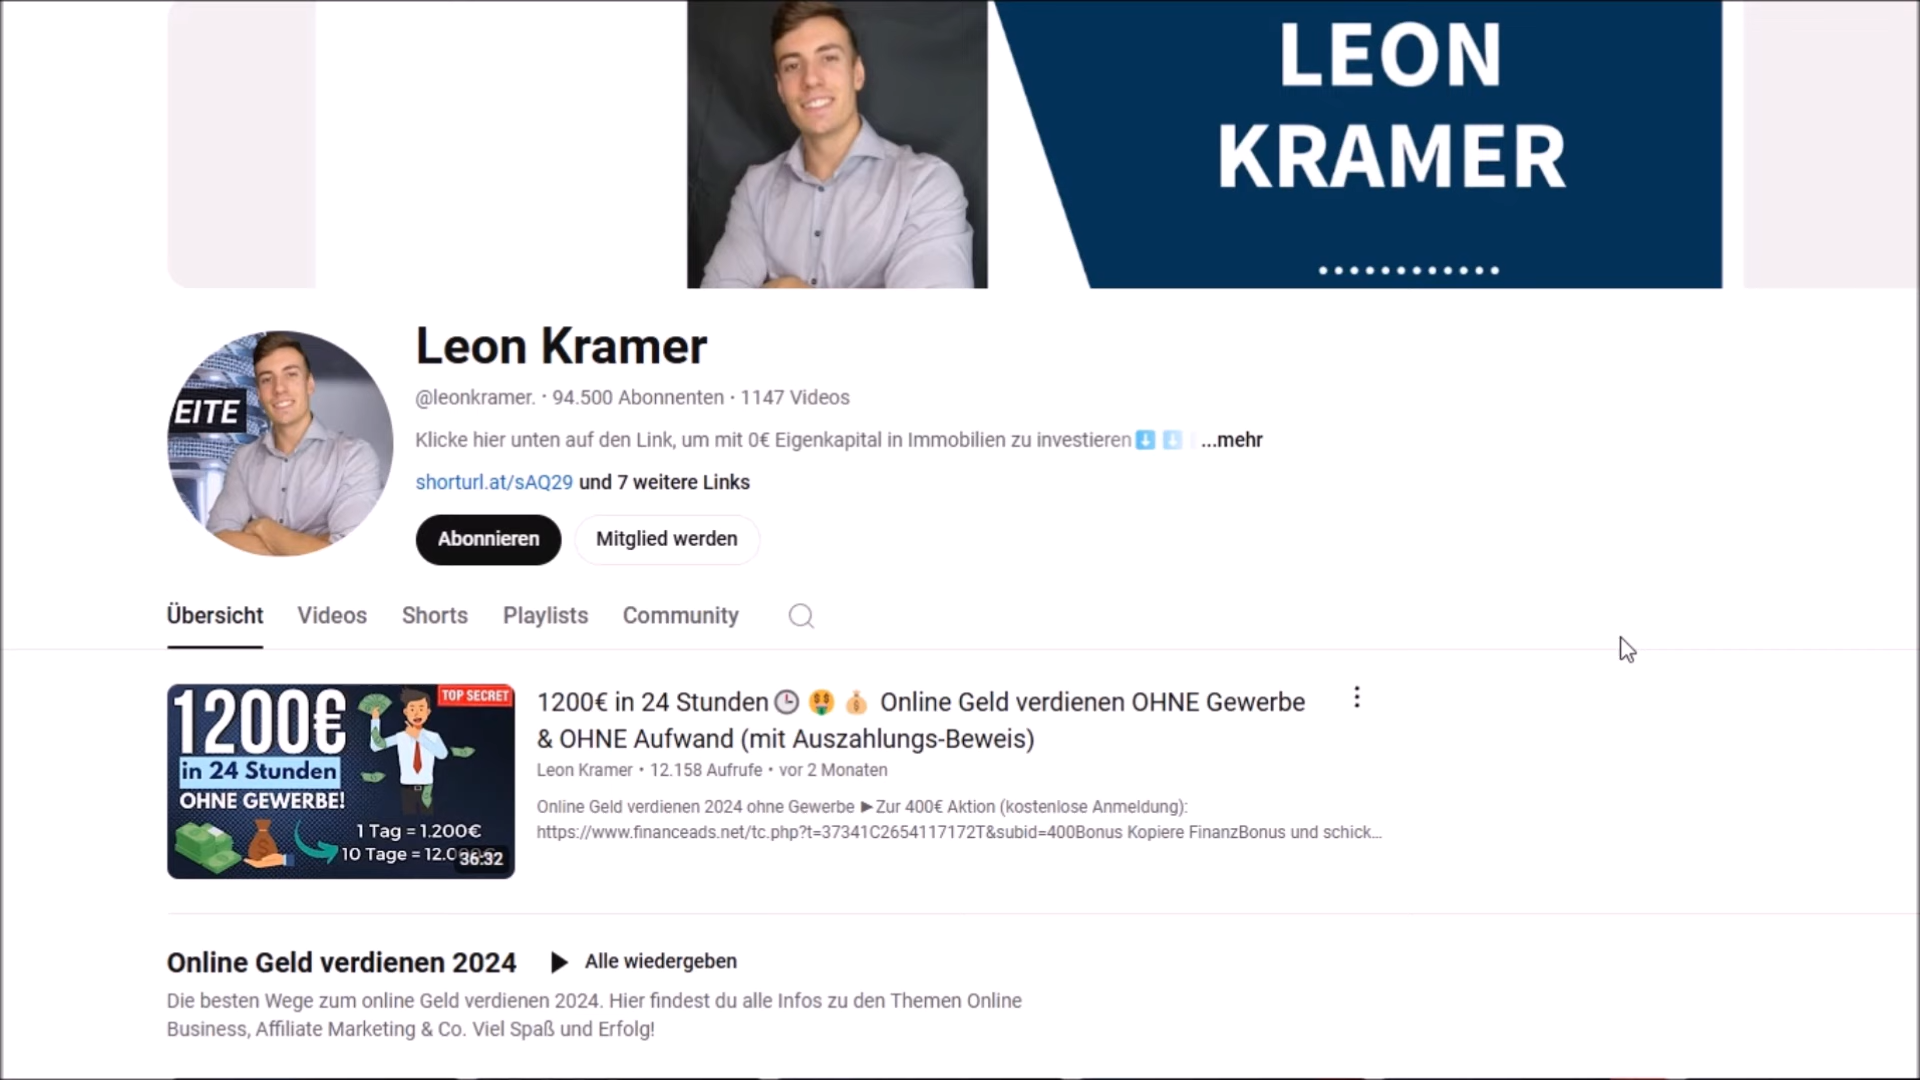 LEON
KRAMER
EITE
Leon Kramer
@leonkramer. · 94.500 Abonnenten · 1147 Videos
Klicke hier unten auf den Link, um mit 0€ Eigenkapital in Immobilien zu investieren⬇️⬇️ ...mehr
shorturl.at/sAQ29 und 7 weitere Links
Abonnieren Mitglied werden
Übersicht Videos Shorts Playlists Community
TOP SECRET
1200€
in 24 Stunden
OHNE GEWERBE!
1 Tag = 1.200€
10 Tage = 12.000€
36:32
1200€ in 24 Stunden🕒 🤑 💰 Online Geld verdienen OHNE Gewerbe
& OHNE Aufwand (mit Auszahlungs-Beweis)
Leon Kramer • 12.158 Aufrufe • vor 2 Monaten
Online Geld verdienen 2024 ohne Gewerbe ►Zur 400€ Aktion (kostenlose Anmeldung):
https://www.financeads.net/tc.php?t=37341C2654117172T&subid=400Bonus Kopiere FinanzBonus und schick...
Online Geld verdienen 2024 ▶ Alle wiedergeben
Die besten Wege zum online Geld verdienen 2024. Hier findest du alle Infos zu den Themen Online
Business, Affiliate Marketing & Co. Viel Spaß und Erfolg!